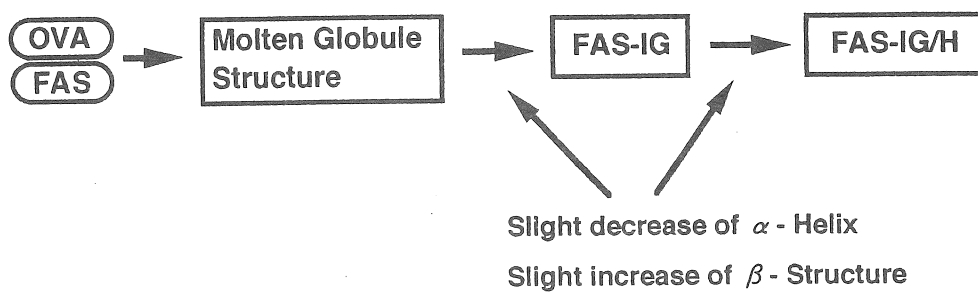 OVA
FAS
Molten Globule
Structure
FAS-IG
FAS-IG/H
Slight decrease of α - Helix
Slight increase of β - Structure